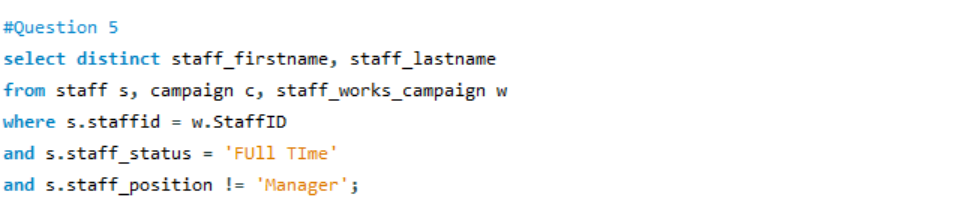 #Question 5
select distinct staff_firstname, staff_lastname
from staff s, campaign c, staff_works_campaign w
where s.staffid = w.StaffID
and s.staff_status = 'FUll TIme'
and s.staff_position != 'Manager';